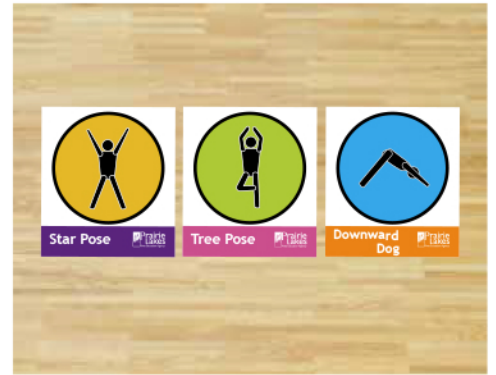 Star Pose
Prairie
Lakes
Tree Pose
Prairie
Lakes
Downward
Dog
Prairie
Lakes